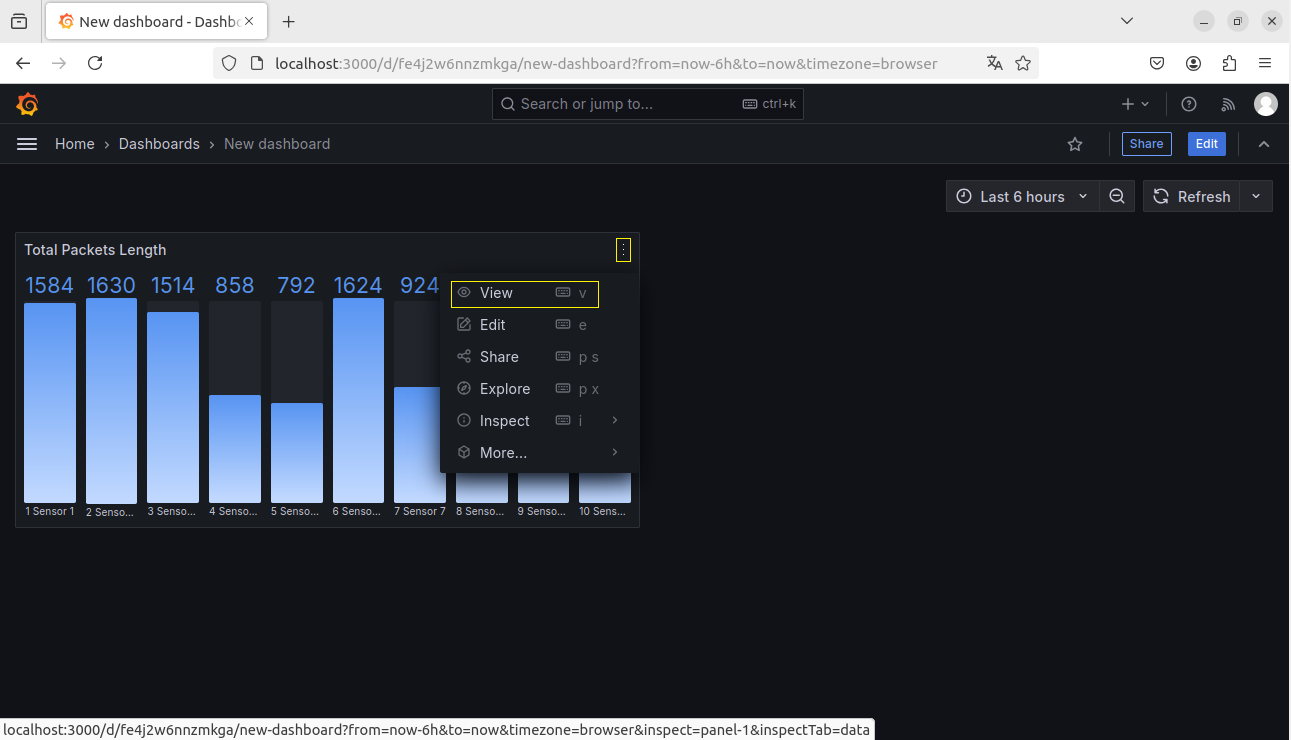 New dashboard - Dashb
localhost:3000/d/fe4j2w6nnzmkga/new-dashboard?from=now-6h&to=now&timezone=browser
Search or jump to...
ctrl+k
Home › Dashboards › New dashboard
Share
Edit
Last 6 hours
Refresh
Total Packets Length
1584 1630 1514 858 792 1624 924
View v
Edit e
Share p s
Explore p x
Inspect i
More...
1 Sensor 1 2 Senso... 3 Senso... 4 Senso... 5 Senso... 6 Senso... 7 Sensor 7 8 Senso... 9 Senso... 10 Sens...
localhost:3000/d/fe4j2w6nnzmkga/new-dashboard?from=now-6h&to=now&timezone=browser&inspect=panel-1&inspectTab=data